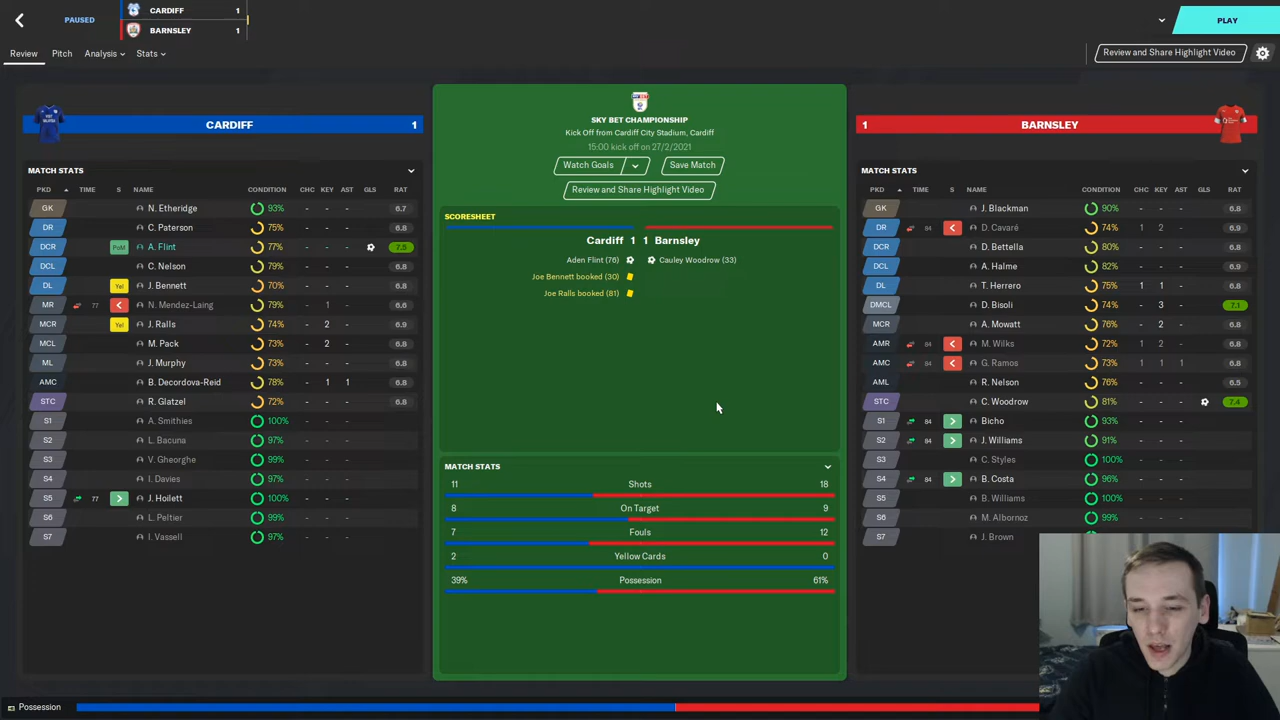 PAUSED
CARDIFF 1
BARNSLEY 1
PLAY
Review Pitch Analysis Stats
Review and Share Highlight Video
CARDIFF 1
MATCH STATS
PKD TIME S NAME CONDITION CHC KEY AST GLS RAT
GK N. Etheridge 93% - - - 6.7
DR C. Paterson 75% - - - 6.8
DCR PoM A. Flint 77% - - - 7.5
DCL C. Nelson 79% - - - 6.8
DL Yel J. Bennett 70% - - - 6.8
MR 77 N. Mendez-Laing 79% - 1 - 6.6
MCR Yel J. Ralls 74% - 2 - 6.9
MCL M. Pack 73% - 2 - 6.8
ML J. Murphy 73% - - - 6.8
AMC B. Decordova-Reid 78% - 1 1 6.8
STC R. Glatzel 72% - - - 6.8
S1 A. Smithies 100%
S2 L. Bacuna 97%
S3 V. Gheorghe 99%
S4 I. Davies 97%
S5 77 J. Hoilett 100% - - -
S6 L. Peltier 99%
S7 I. Vassell 97%
SKY BET CHAMPIONSHIP
Kick Off from Cardiff City Stadium, Cardiff
15:00 kick off on 27/2/2021
Watch Goals Save Match
Review and Share Highlight Video
SCORESHEET
Cardiff 1 1 Barnsley
Aden Flint (76) Cauley Woodrow (33)
Joe Bennett booked (30)
Joe Ralls booked (81)
MATCH STATS
11 Shots 18
8 On Target 9
7 Fouls 12
2 Yellow Cards 0
39% Possession 61%
1 BARNSLEY
MATCH STATS
PKD TIME S NAME CONDITION CHC KEY AST GLS RAT
GK J. Blackman 90% - - - 6.8
DR 84 D. Cavaré 74% 1 2 - 6.9
DCR D. Bettella 80% - - - 6.8
DCL A. Halme 82% - - - 6.9
DL T. Herrero 75% 1 1 - 6.8
DMCL D. Bisoli 74% - 3 - 7.1
MCR A. Mowatt 76% - 2 - 6.8
AMR 84 M. Wilks 72% 1 2 - 6.8
AMC 84 G. Ramos 73% 1 1 1 6.8
AML R. Nelson 76% - - - 6.5
STC C. Woodrow 81% - - - 7.4
S1 84 Bicho 93% - - -
S2 84 J. Williams 91% - - -
S3 C. Styles 100%
S4 84 B. Costa 96% - - -
S5 B. Williams 100%
S6 M. Albornoz 99%
S7 J. Brown
Possession